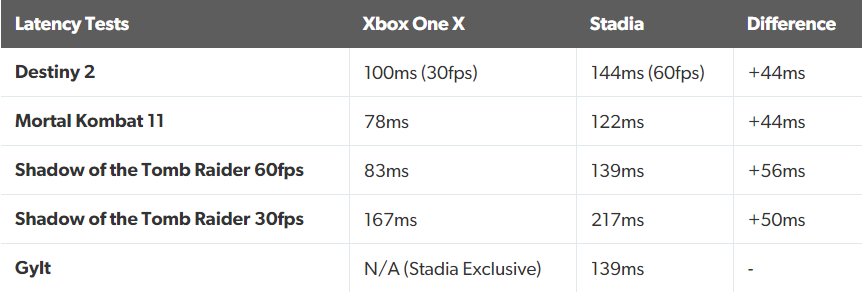 Latency Tests Xbox One X Stadia Difference
Destiny 2 100ms (30fps) 144ms (60fps) +44ms
Mortal Kombat 11 78ms 122ms +44ms
Shadow of the Tomb Raider 60fps 83ms 139ms +56ms
Shadow of the Tomb Raider 30fps 167ms 217ms +50ms
Gylt N/A (Stadia Exclusive) 139ms -